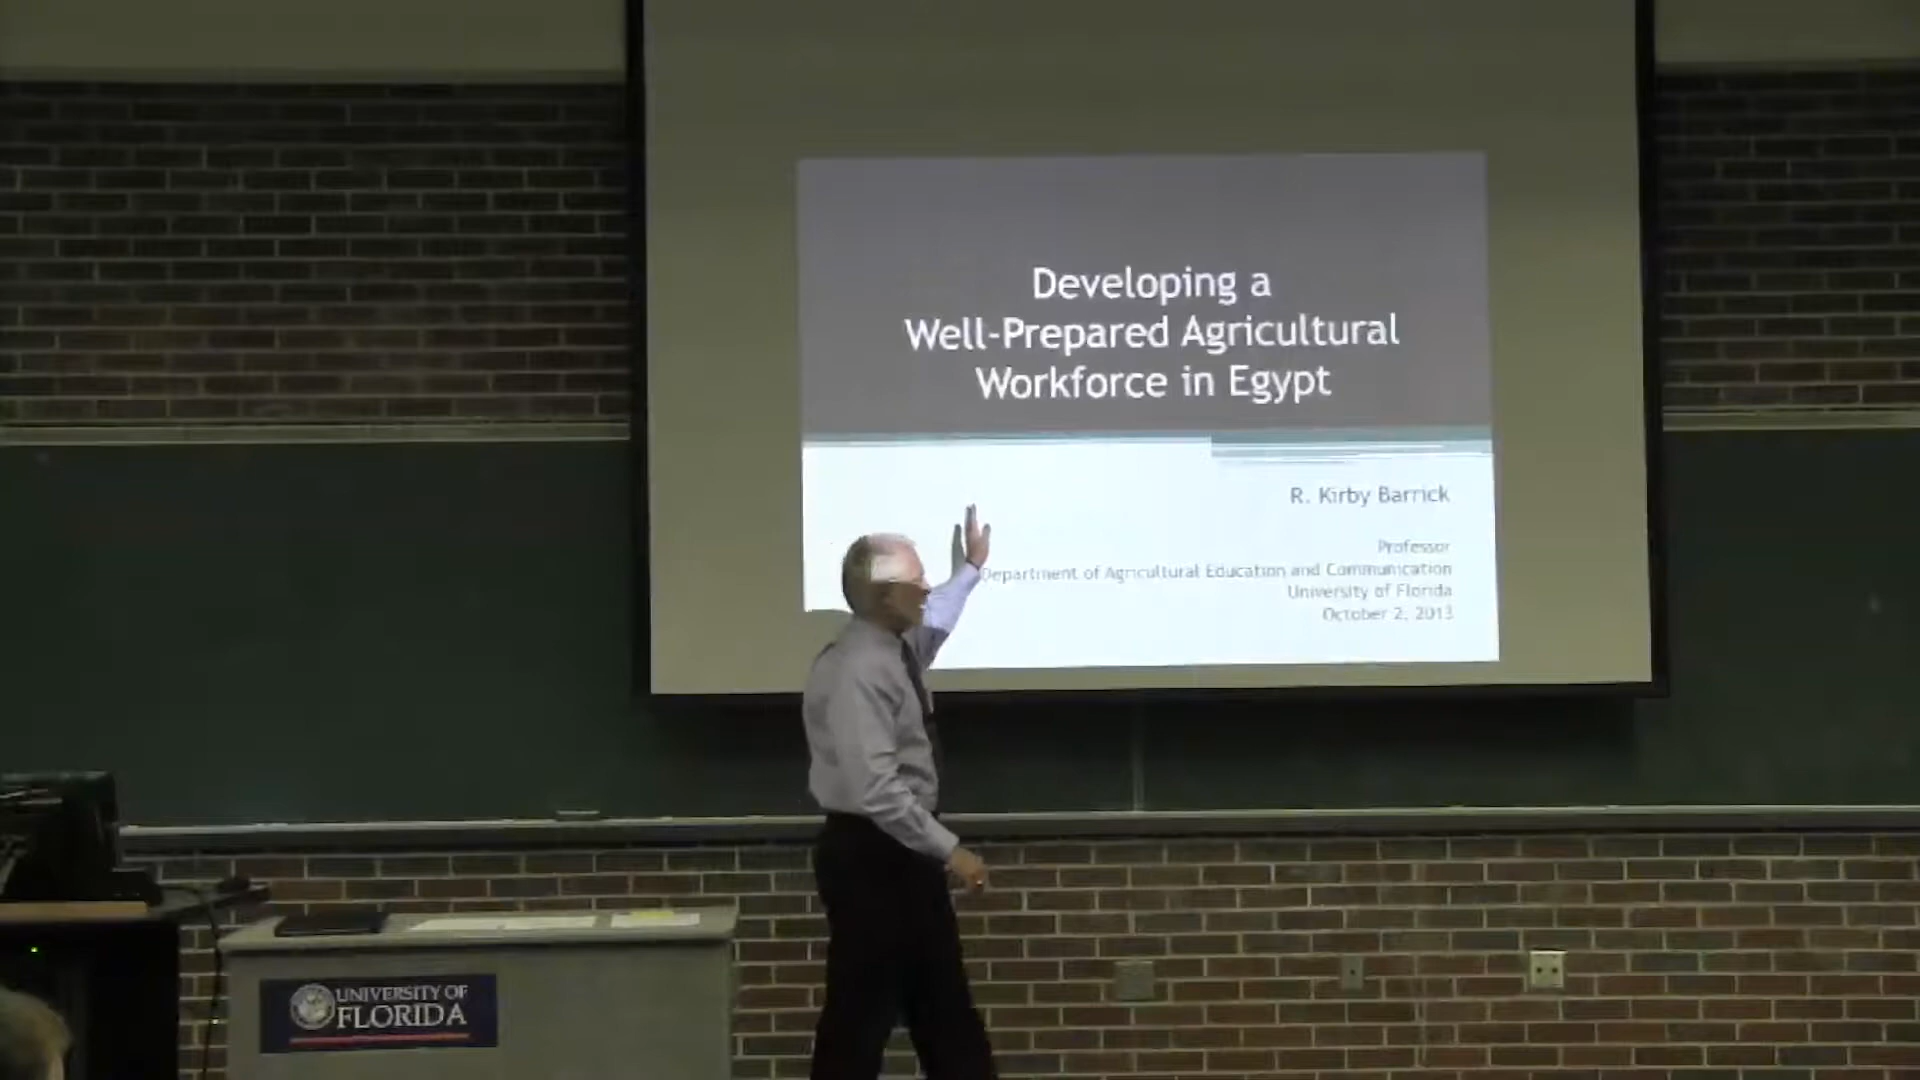 Developing a
Well-Prepared Agricultural
Workforce in Egypt
R. Kirby Barrick
Professor
Department of Agricultural Education and Communication
University of Florida
October 2, 2013
UNIVERSITY OF
FLORIDA